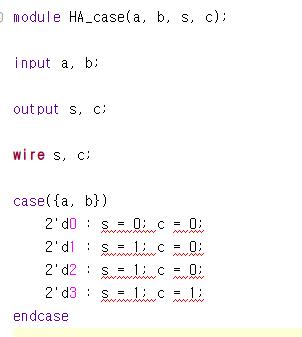 module HA_case(a, b, s, c);
input a, b;
output s, c;
wire s, c;
case({a, b})
2'd0 : s = 0; c = 0;
2'd1 : s = 1; c = 0;
2'd2 : s = 1; c = 0;
2'd3 : s = 1; c = 1;
endcase